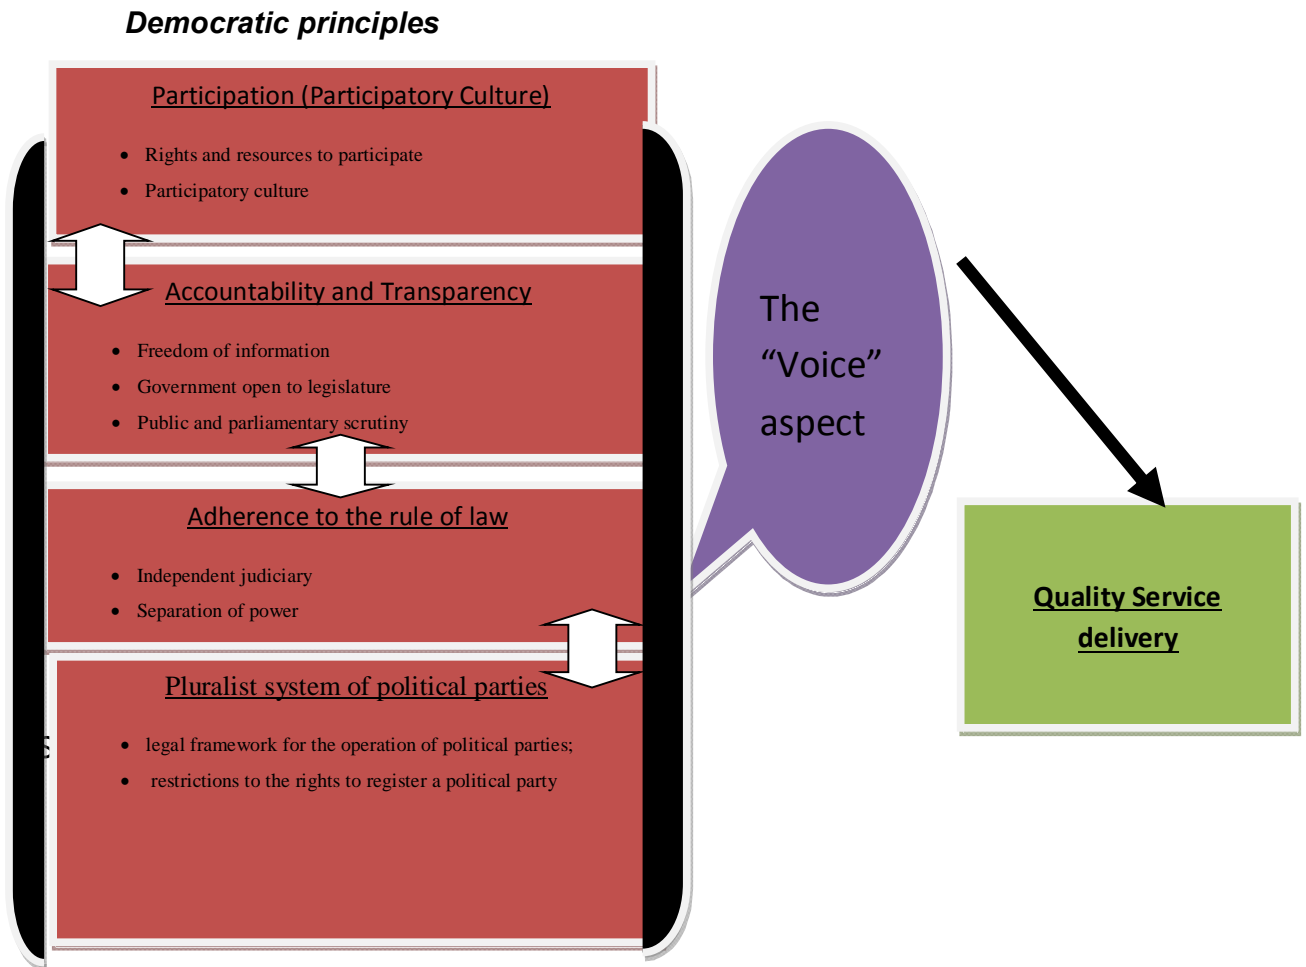 Democratic principles
Participation (Participatory Culture)
• Rights and resources to participate
• Participatory culture
Accountability and Transparency
• Freedom of information
• Government open to legislature
• Public and parliamentary scrutiny
Adherence to the rule of law
• Independent judiciary
• Separation of power
Pluralist system of political parties
• legal framework for the operation of political parties;
• restrictions to the rights to register a political party
The
“Voice”
aspect
Quality Service
delivery